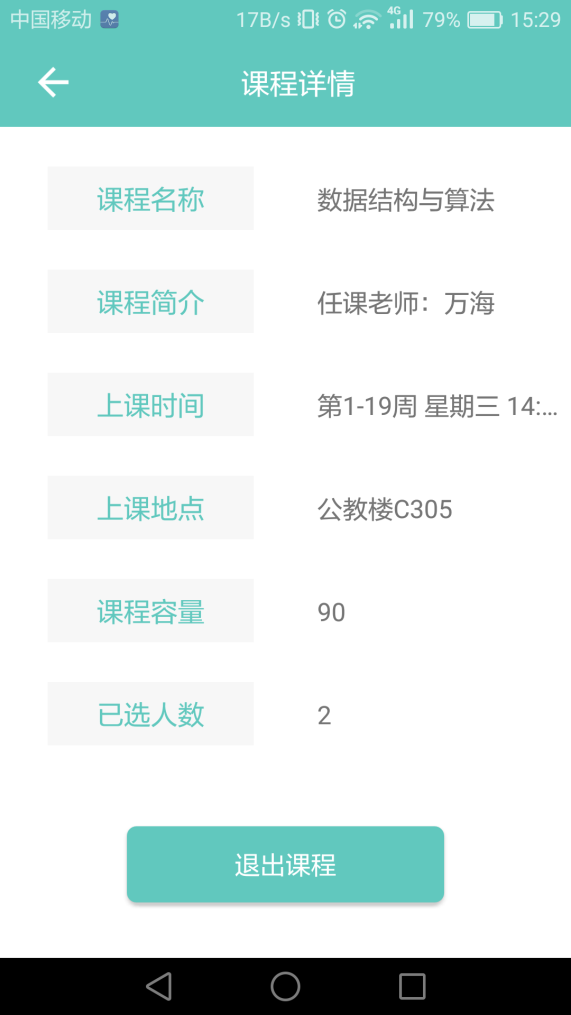 中国移动 17B/s 4G 79% 15:29
课程详情
课程名称 数据结构与算法
课程简介 任课老师：万海
上课时间 第1-19周 星期三 14:...
上课地点 公教楼C305
课程容量 90
已选人数 2
退出课程